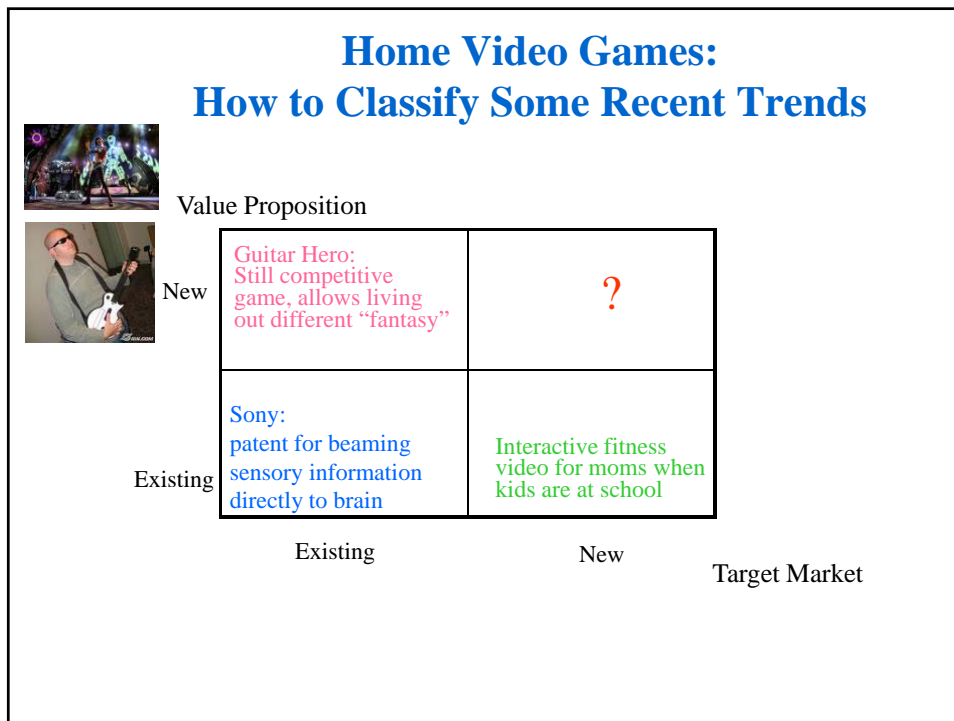 Home Video Games:
How to Classify Some Recent Trends
Value Proposition
New
Guitar Hero:
Still competitive
game, allows living
out different “fantasy”
?
IGN.COM
Existing
Sony:
patent for beaming
sensory information
directly to brain
Interactive fitness
video for moms when
kids are at school
Existing
New
Target Market